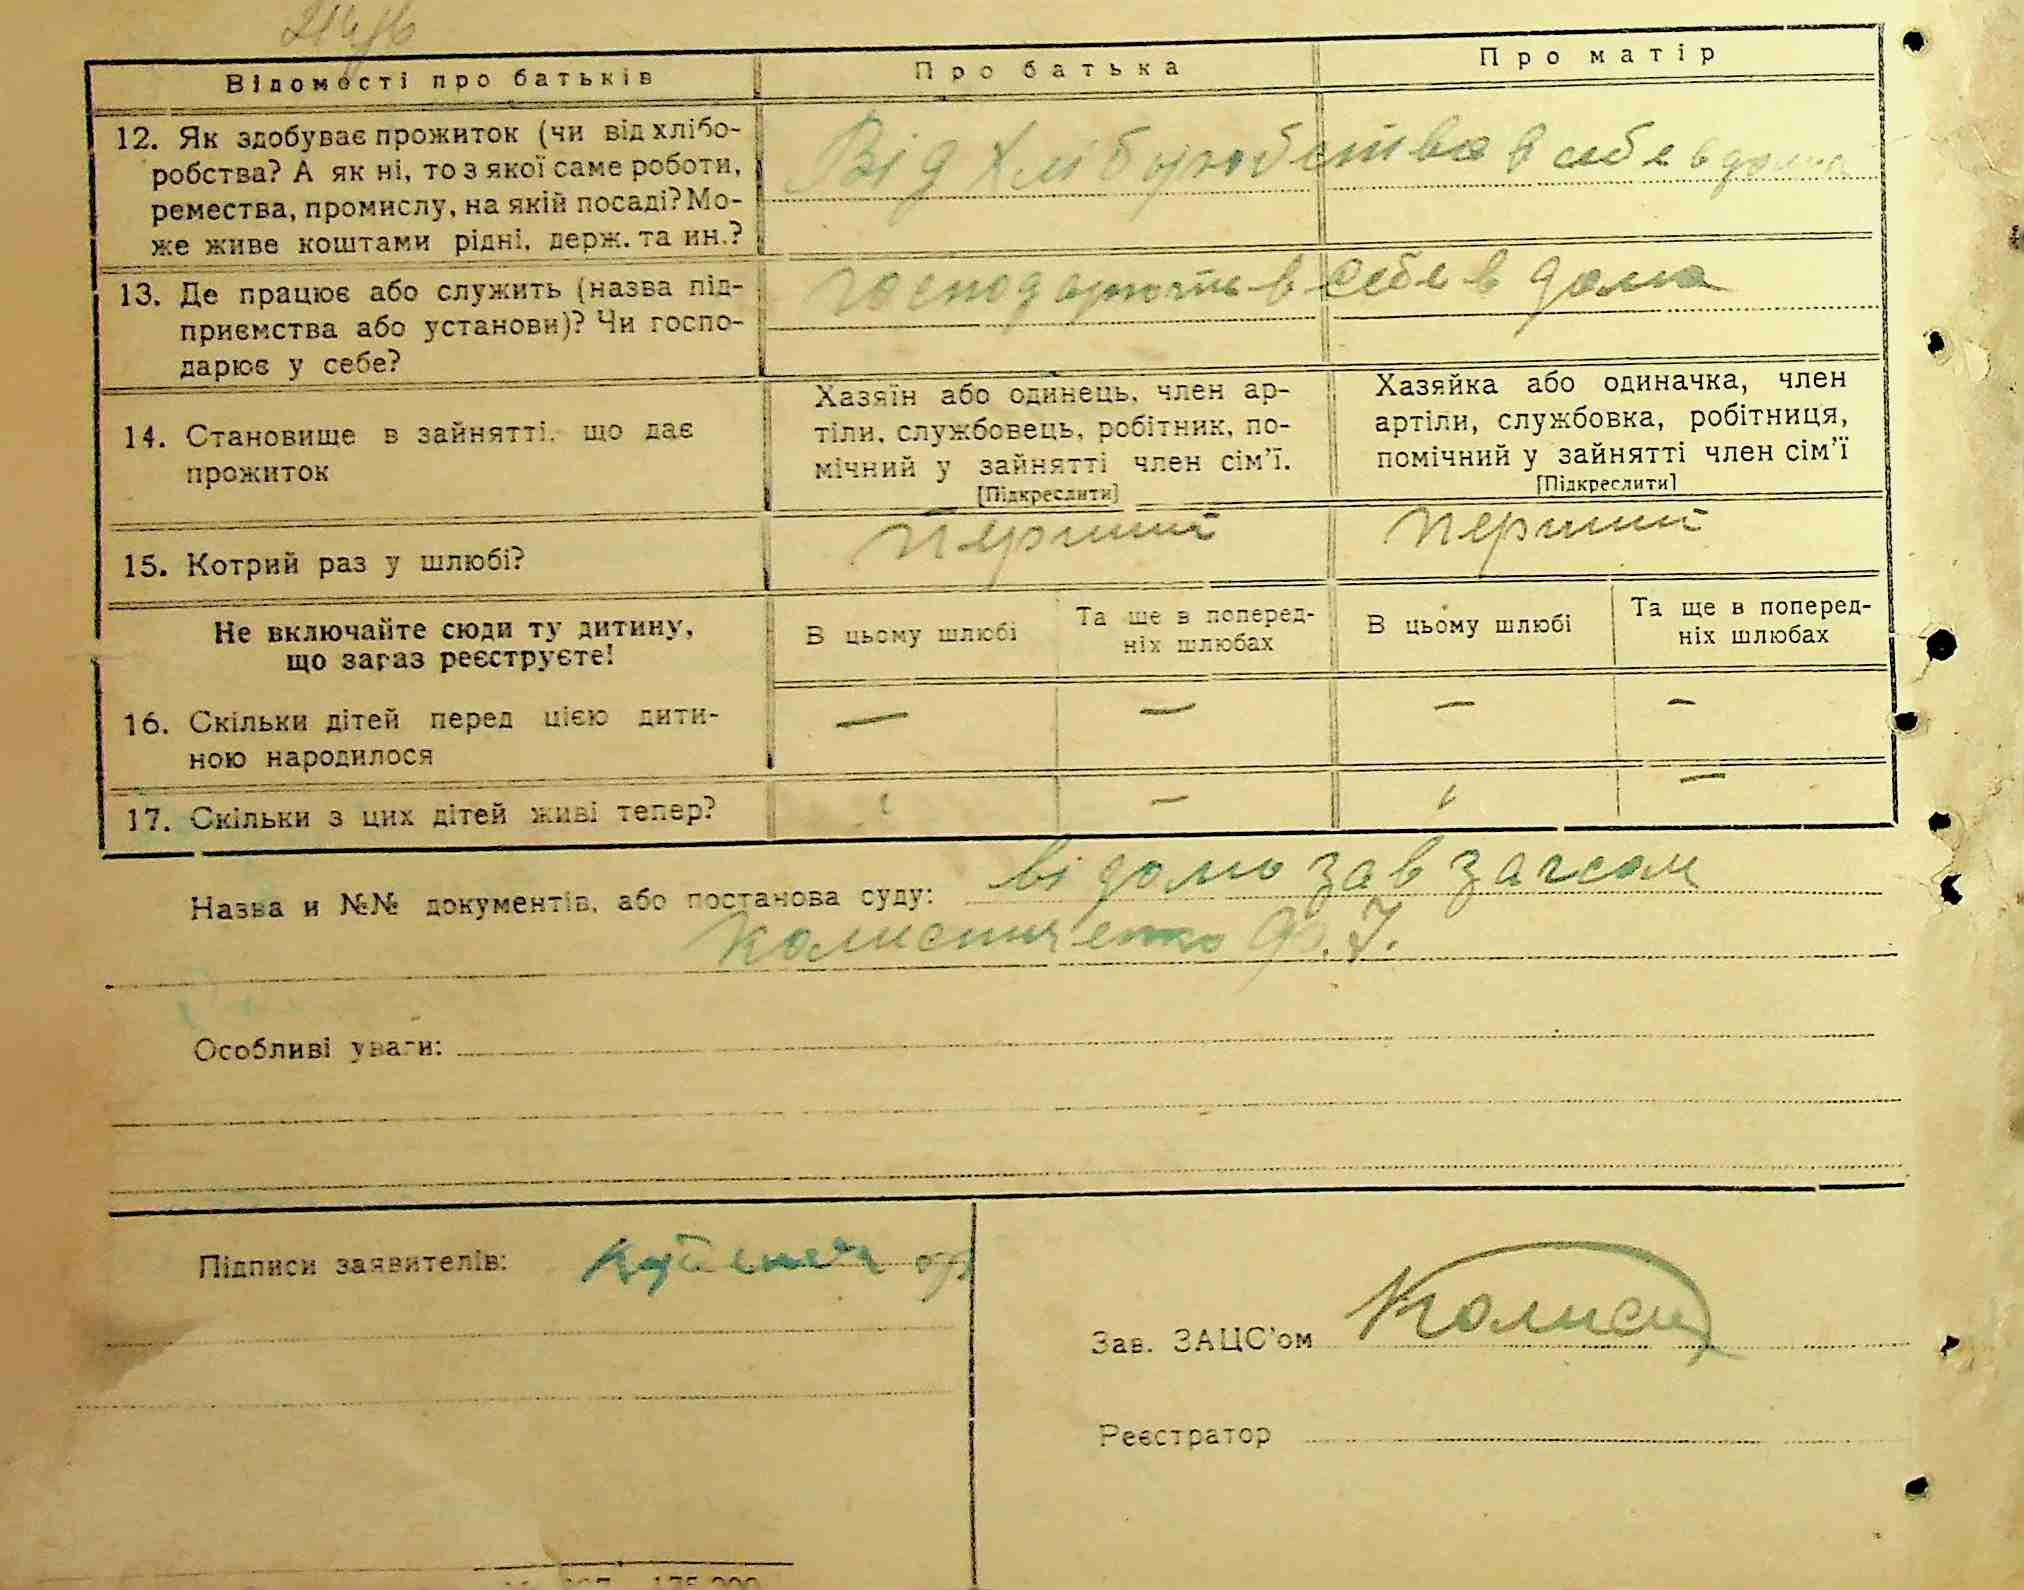 Відомості про батьків
Про батька
Про матір
12. Як здобуває прожиток (чи від хлібо-
робства? А як ні, то з якої саме роботи,
ремества, промислу, на якій посаді? Мо-
же живе коштами рідні, держ. та ин.?
Від хліборобства в себе в дома
13. Де працює або служить (назва під-
приємства або установи)? Чи госпо-
дарює у себе?
господарюють в себе в дома
14. Становище в зайнятті, що дає
прожиток
Хазяїн або одинець, член ар-
тіли, службовець, робітник, по-
мічний у зайнятті член сім’ї.
[Підкреслити]
Хазяйка або одиначка, член
артіли, службовка, робітниця,
помічний у зайнятті член сім’ї
[Підкреслити]
15. Котрий раз у шлюбі?
перший
перший
Не включайте сюди ту дитину,
що зараз реєструєте!
В цьому шлюбі
Та ще в поперед-
ніх шлюбах
В цьому шлюбі
Та ще в поперед-
ніх шлюбах
16. Скільки дітей перед цією дити-
ною народилося
— — — —
17. Скільки з цих дітей живі тепер?
— —
Назва и №№ документів, або постанова суду: відомо зав загсом
Ф. Т.
Особливі уваги:
Підписи заявителів:
Зав. ЗАЦС’ом
Реєстратор